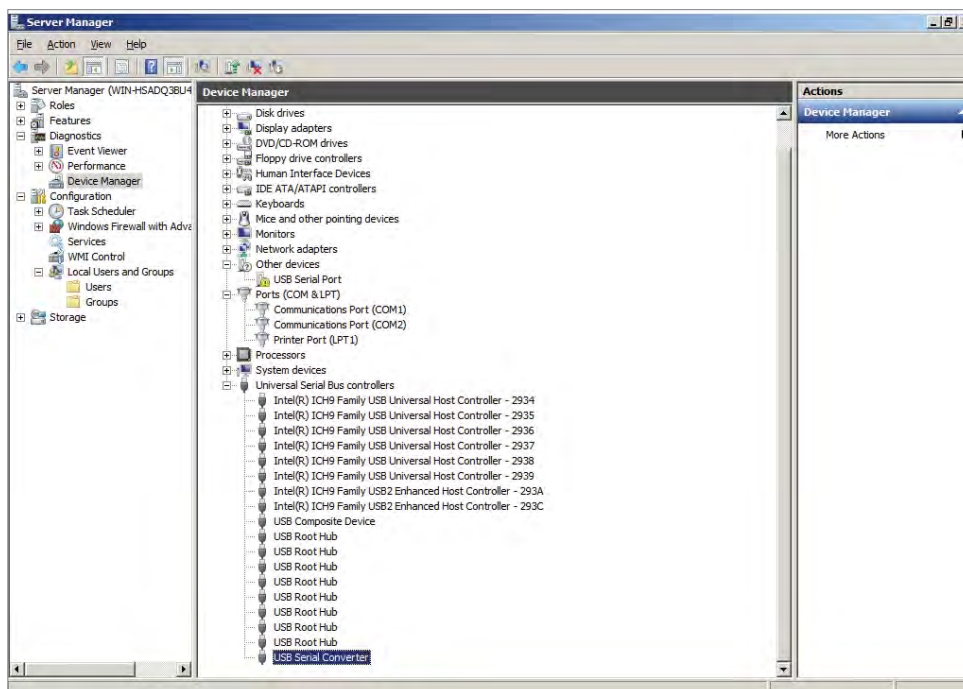 Server Manager
File Action View Help
Server Manager (WIN-HSADQ3BU4
Roles
Features
Diagnostics
Event Viewer
Performance
Device Manager
Configuration
Task Scheduler
Windows Firewall with Adva
Services
WMI Control
Local Users and Groups
Users
Groups
Storage
Device Manager
Disk drives
Display adapters
DVD/CD-ROM drives
Floppy drive controllers
Human Interface Devices
IDE ATA/ATAPI controllers
Keyboards
Mice and other pointing devices
Monitors
Network adapters
Other devices
USB Serial Port
Ports (COM & LPT)
Communications Port (COM1)
Communications Port (COM2)
Printer Port (LPT1)
Processors
System devices
Universal Serial Bus controllers
Intel(R) ICH9 Family USB Universal Host Controller - 2934
Intel(R) ICH9 Family USB Universal Host Controller - 2935
Intel(R) ICH9 Family USB Universal Host Controller - 2936
Intel(R) ICH9 Family USB Universal Host Controller - 2937
Intel(R) ICH9 Family USB Universal Host Controller - 2938
Intel(R) ICH9 Family USB Universal Host Controller - 2939
Intel(R) ICH9 Family USB2 Enhanced Host Controller - 293A
Intel(R) ICH9 Family USB2 Enhanced Host Controller - 293C
USB Composite Device
USB Root Hub
USB Root Hub
USB Root Hub
USB Root Hub
USB Root Hub
USB Root Hub
USB Root Hub
USB Root Hub
USB Serial Converter
Actions
Device Manager
More Actions